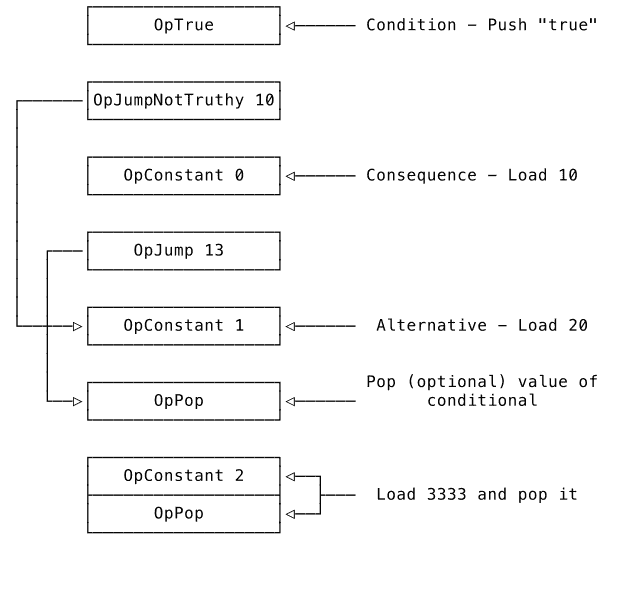 OpTrue
Condition – Push "true"
OpJumpNotTruthy 10
OpConstant 0
Consequence – Load 10
OpJump 13
OpConstant 1
Alternative – Load 20
OpPop
Pop (optional) value of
conditional
OpConstant 2
OpPop
Load 3333 and pop it